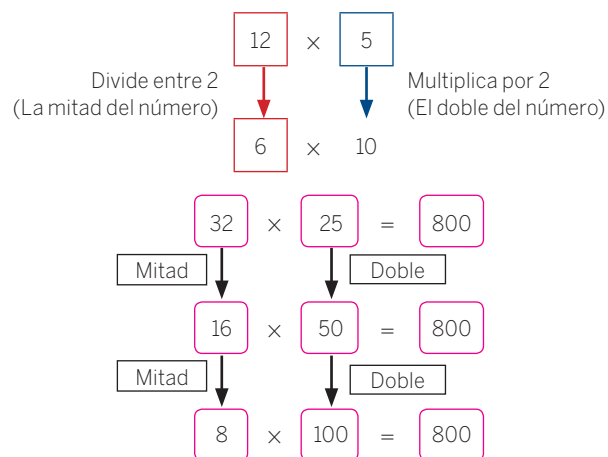 12 × 5
Divide entre 2
(La mitad del número)
Multiplica por 2
(El doble del número)
6 × 10
32 × 25 = 800
Mitad Doble
16 × 50 = 800
Mitad Doble
8 × 100 = 800